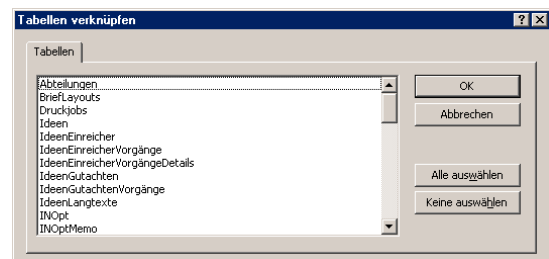 Tabellen verknüpfen
Tabellen
Abteilungen
BriefLayouts
Druckjobs
Ideen
IdeenEinreicher
IdeenEinreicherVorgänge
IdeenEinreicherVorgängeDetails
IdeenGutachten
IdeenGutachtenVorgänge
IdeenLangtexte
INOpt
INOptMemo
OK
Abbrechen
Alle auswählen
Keine auswählen